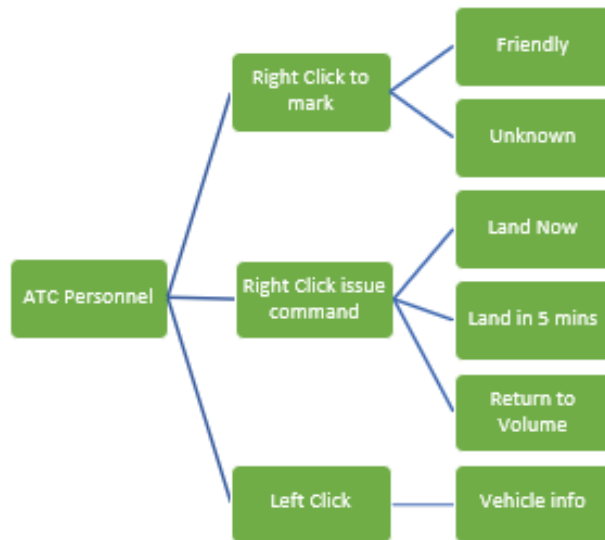 Friendly
Right Click to
mark
Unknown
Land Now
ATC Personnel
Right Click issue
command
Land in 5 mins
Return to
Volume
Left Click
Vehicle info